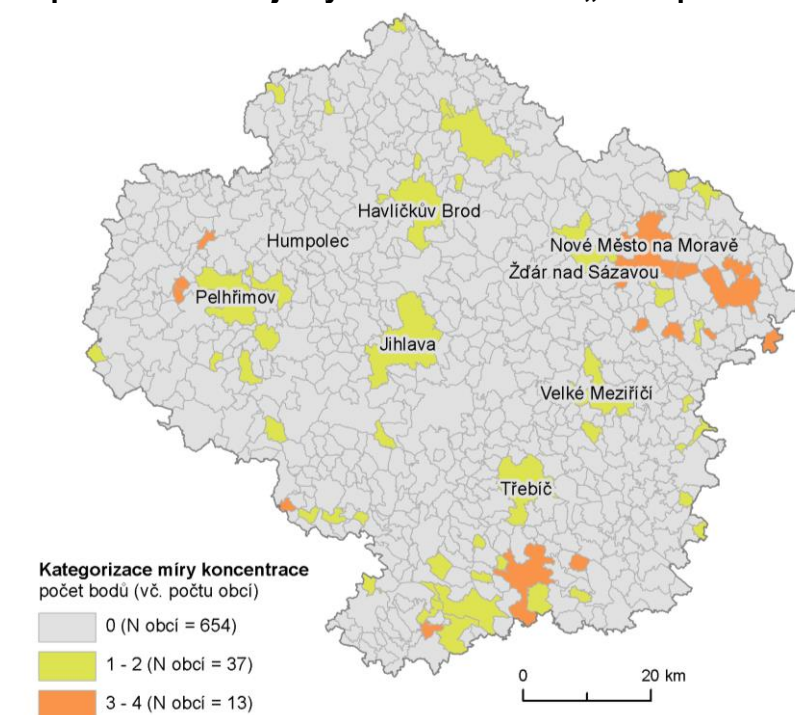 Havlíčkův Brod
Humpolec
Nové Město na Moravě
Žďár nad Sázavou
Pelhřimov
Jihlava
Velké Meziříčí
Třebíč
Kategorizace míry koncentrace
počet bodů (vč. počtu obcí)
0 (N obcí = 654)
1 - 2 (N obcí = 37)
3 - 4 (N obcí = 13)
0 20 km